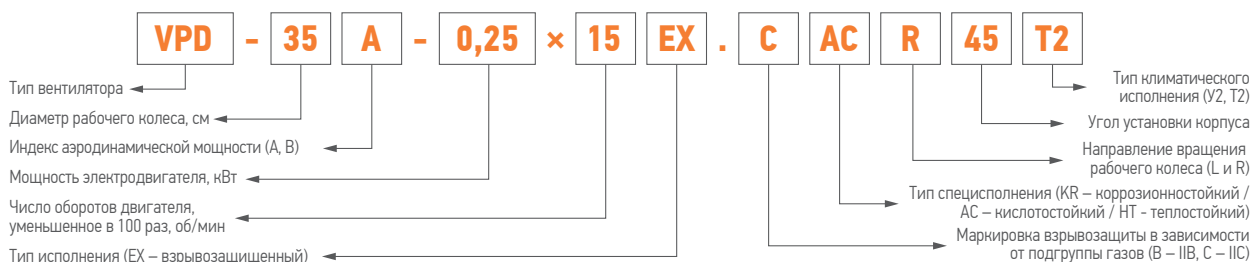 VPD - 35 A - 0,25 × 15 EX . C AC R 45 T2
Тип вентилятора
Диаметр рабочего колеса, см
Индекс аэродинамической мощности (А, В)
Мощность электродвигателя, кВт
Число оборотов двигателя,
уменьшенное в 100 раз, об/мин
Тип исполнения (EX – взрывозащищенный)
Тип климатического
исполнения (У2, Т2)
Угол установки корпуса
Направление вращения
рабочего колеса (L и R)
Тип специсполнения (KR – коррозионностойкий /
АС – кислотостойкий / НТ - теплостойкий)
Маркировка взрывозащиты в зависимости
от подгруппы газов (В – IIB, С – IIC)